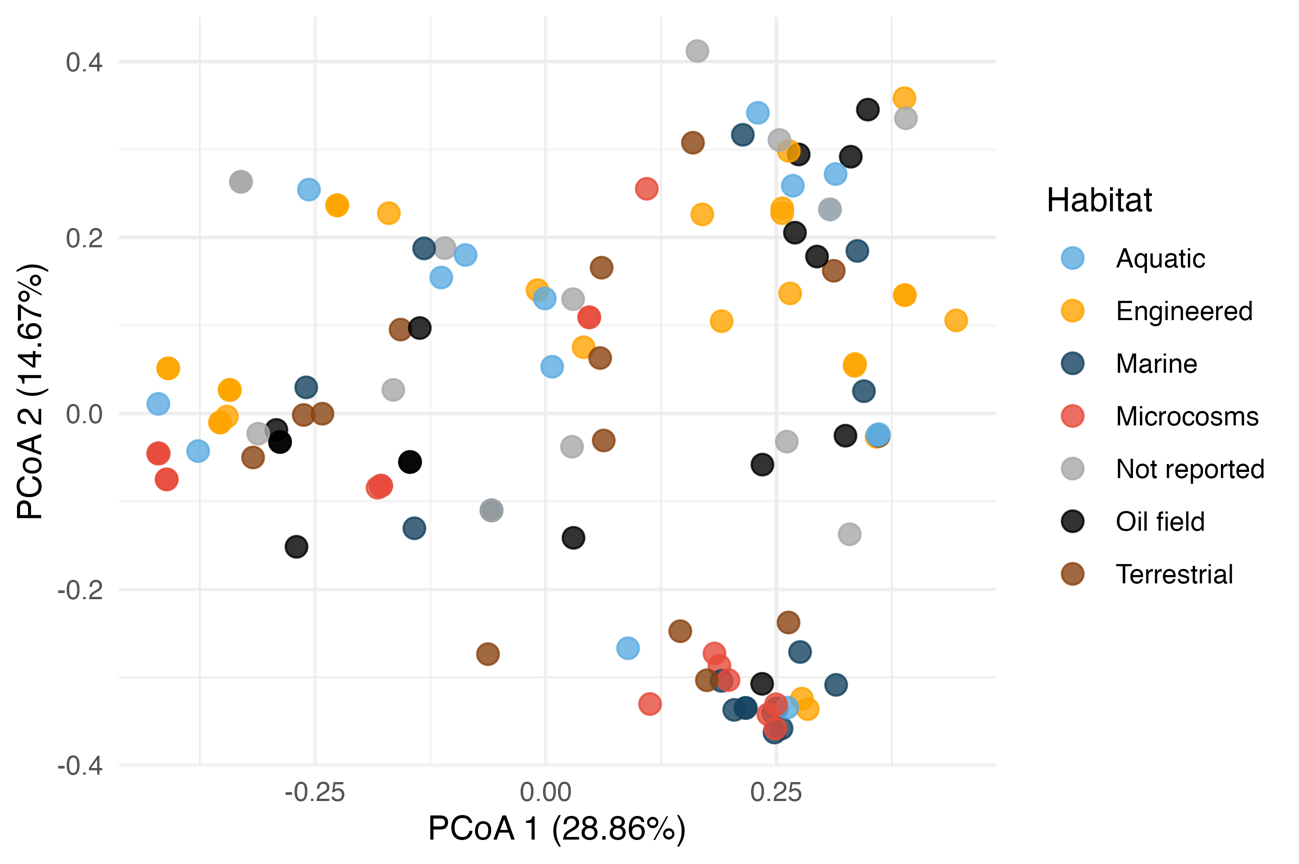 0.4
0.2
0.0
-0.2
-0.4
PCoA 2 (14.67%)
-0.25
0.00
0.25
PCoA 1 (28.86%)
Habitat
Aquatic
Engineered
Marine
Microcosms
Not reported
Oil field
Terrestrial